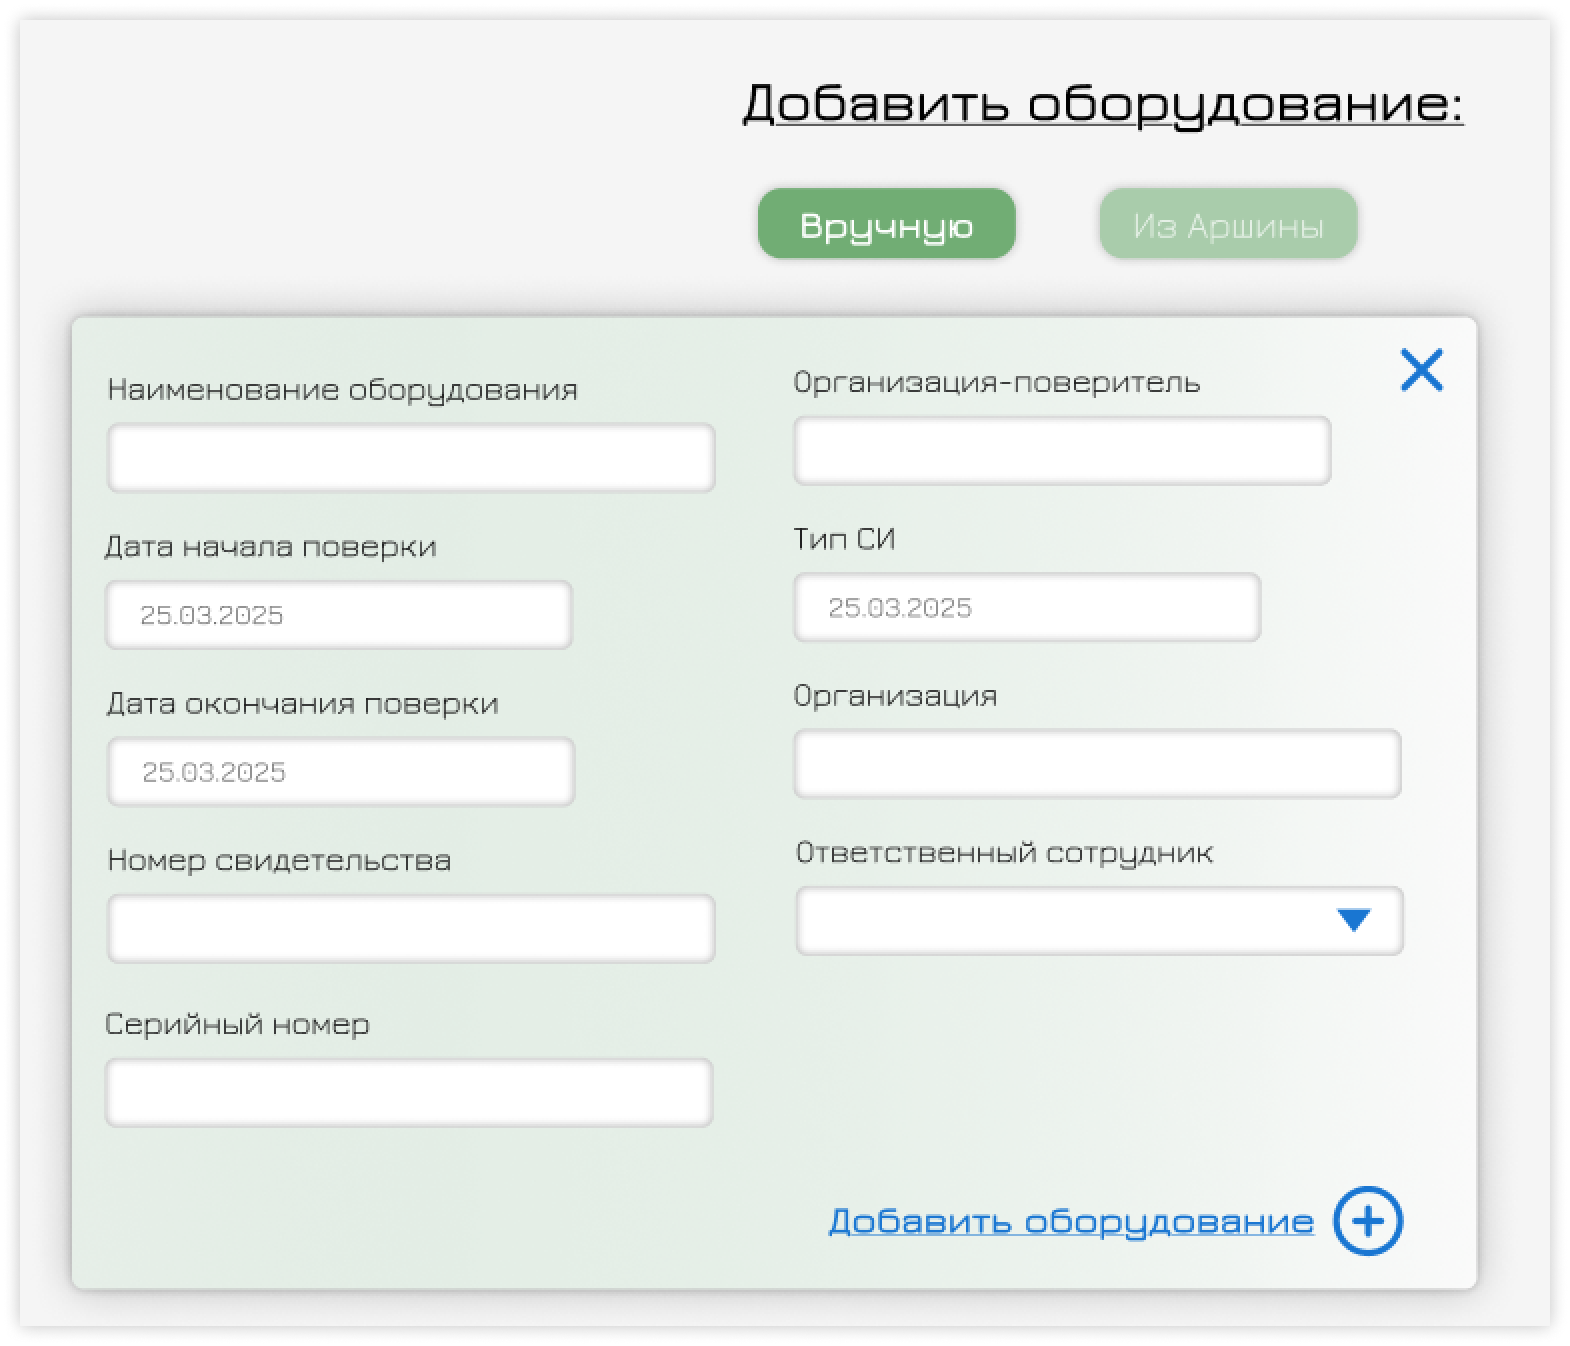 Добавить оборудование:
Вручную
Из Аршины
Наименование оборудования
Дата начала поверки
25.03.2025
Дата окончания поверки
25.03.2025
Номер свидетельства
Серийный номер
Организация-поверитель
Тип СИ
25.03.2025
Организация
Ответственный сотрудник
Добавить оборудование